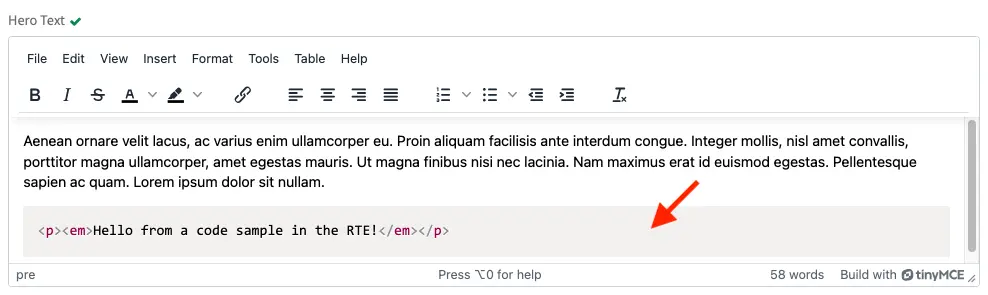 Hero Text
File Edit View Insert Format Tools Table Help
B I S A
Aenean ornare velit lacus, ac varius enim ullamcorper eu. Proin aliquam facilisis ante interdum congue. Integer mollis, nisl amet convallis,
porttitor magna ullamcorper, amet egestas mauris. Ut magna finibus nisi nec lacinia. Nam maximus erat id euismod egestas. Pellentesque
sapien ac quam. Lorem ipsum dolor sit nullam.
<p><em>Hello from a code sample in the RTE!</em></p>
pre Press ⌥0 for help 58 words Build with tinyMCE